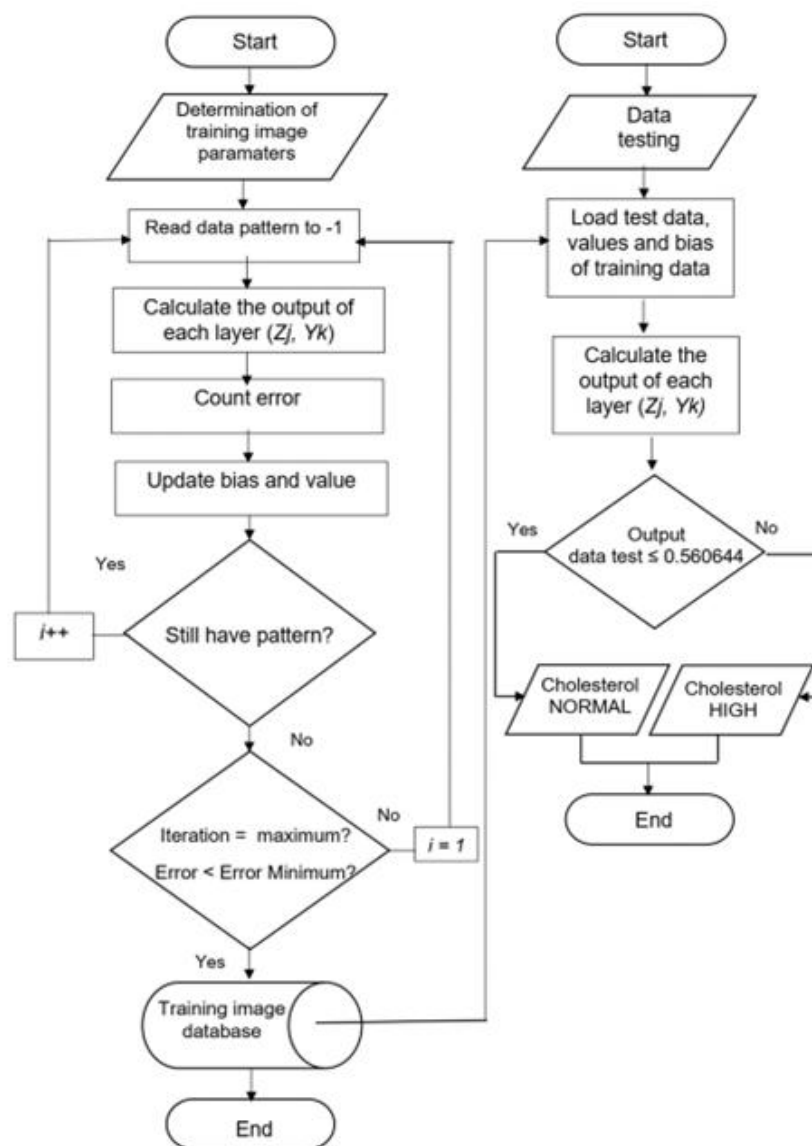 Start
Determination of
training image
paramaters
Read data pattern to -1
Calculate the output of
each layer (Zj, Yk)
Count error
Update bias and value
Yes
i++
Still have pattern?
No
Iteration = maximum?
Error < Error Minimum?
No
i = 1
Yes
Training image
database
End
Start
Data
testing
Load test data,
values and bias
of training data
Calculate the
output of each
layer (Zj, Yk)
Yes
Output
data test ≤ 0.560644
No
Cholesterol
NORMAL
Cholesterol
HIGH
End